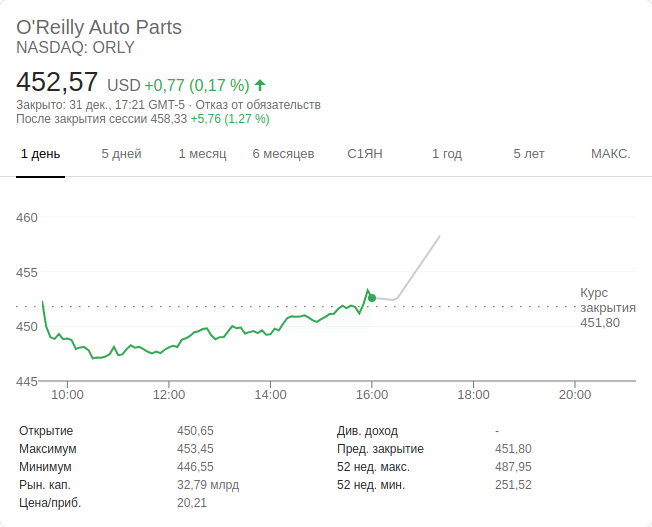 O'Reilly Auto Parts
NASDAQ: ORLY
452,57 USD +0,77 (0,17 %)
Закрыто: 31 дек., 17:21 GMT-5 · Отказ от обязательств
После закрытия сессии 458,33 +5,76 (1,27 %)
1 день 5 дней 1 месяц 6 месяцев С1ЯН 1 год 5 лет МАКС.
460
455
Курс
закрытия
451,80
450
445
10:00 12:00 14:00 16:00 18:00 20:00
Открытие 450,65 Див. доход -
Максимум 453,45 Пред. закрытие 451,80
Минимум 446,55 52 нед. макс. 487,95
Рын. кап. 32,79 млрд 52 нед. мин. 251,52
Цена/приб. 20,21